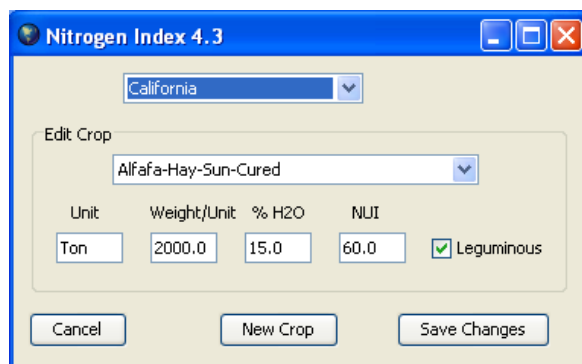 Nitrogen Index 4.3
California
Edit Crop
Alfafa-Hay-Sun-Cured
Unit Weight/Unit % H2O NUI
Ton 2000.0 15.0 60.0 Leguminous
Cancel New Crop Save Changes